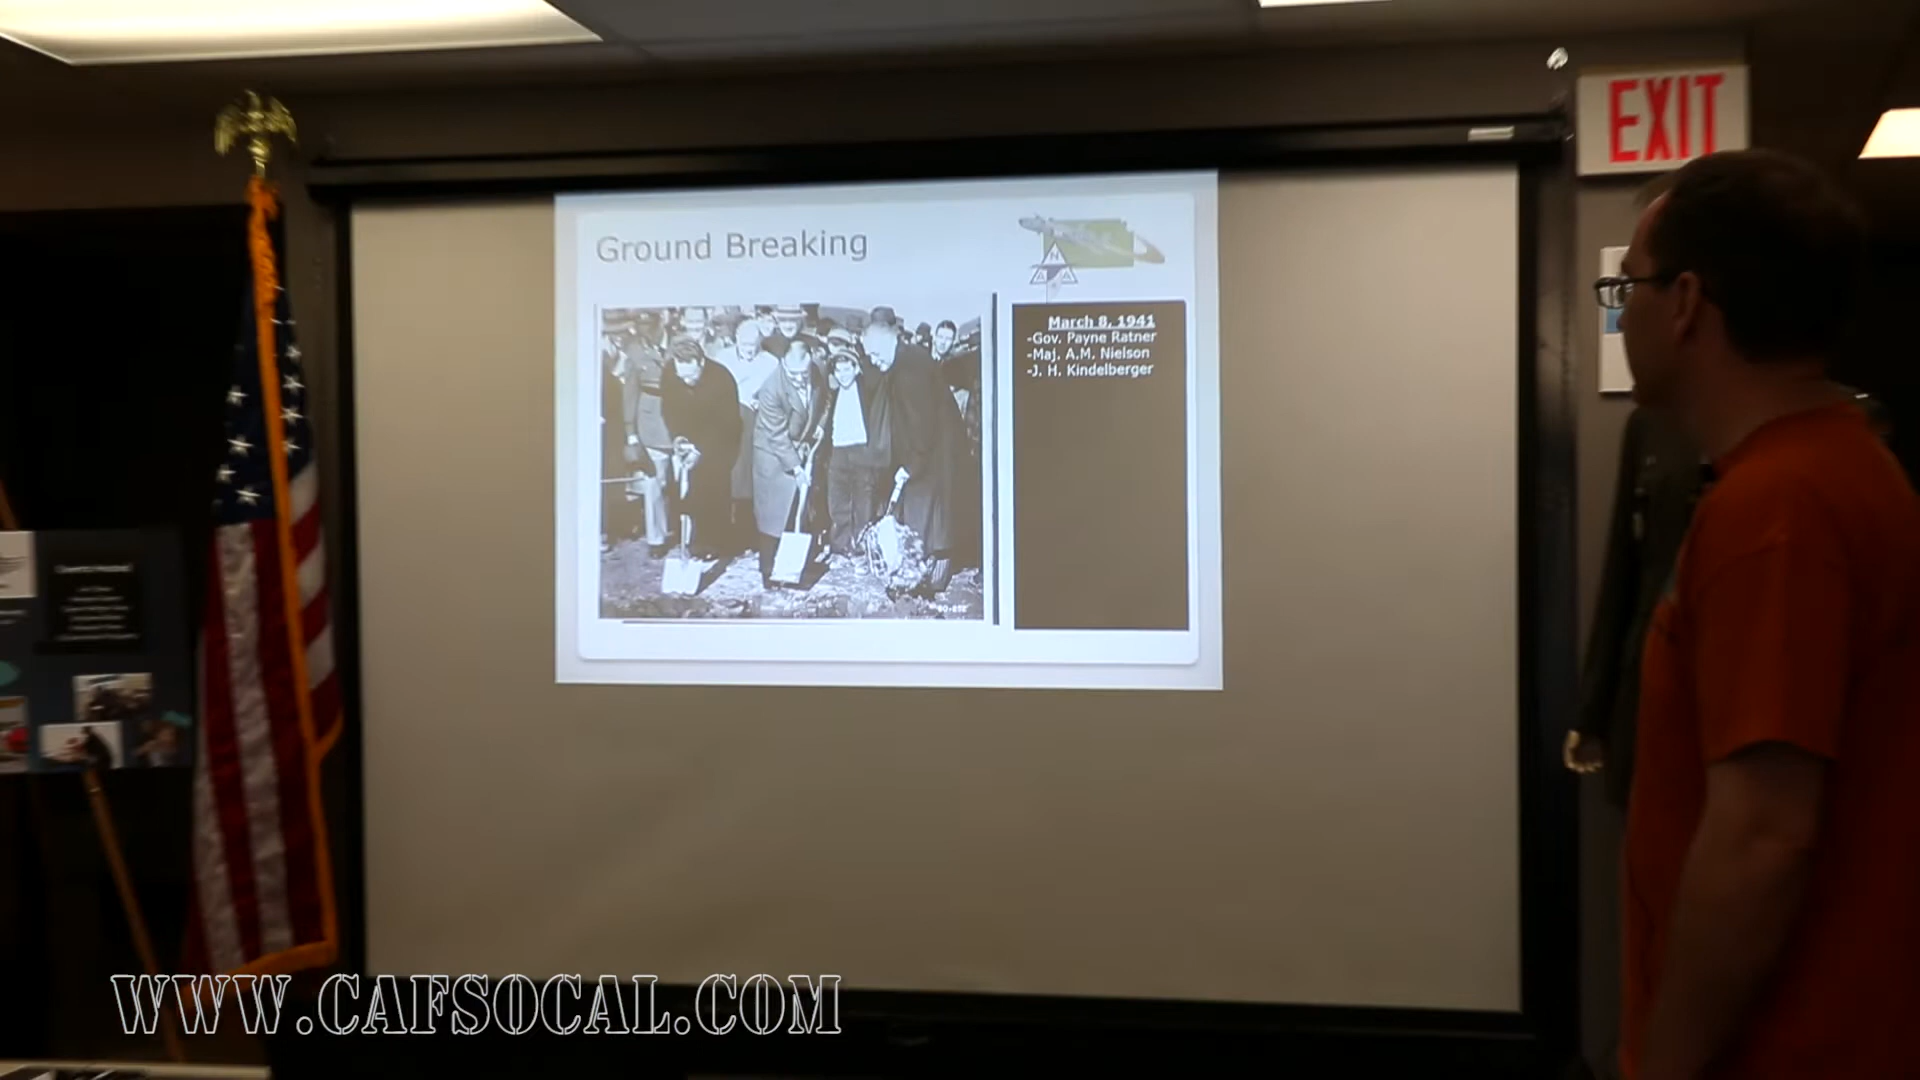 EXIT
Ground Breaking
N
A A
March 8, 1941
-Gov. Payne Ratner
-Maj. A.M. Nielson
-J. H. Kindelberger
WWW.CAFSOCAL.COM